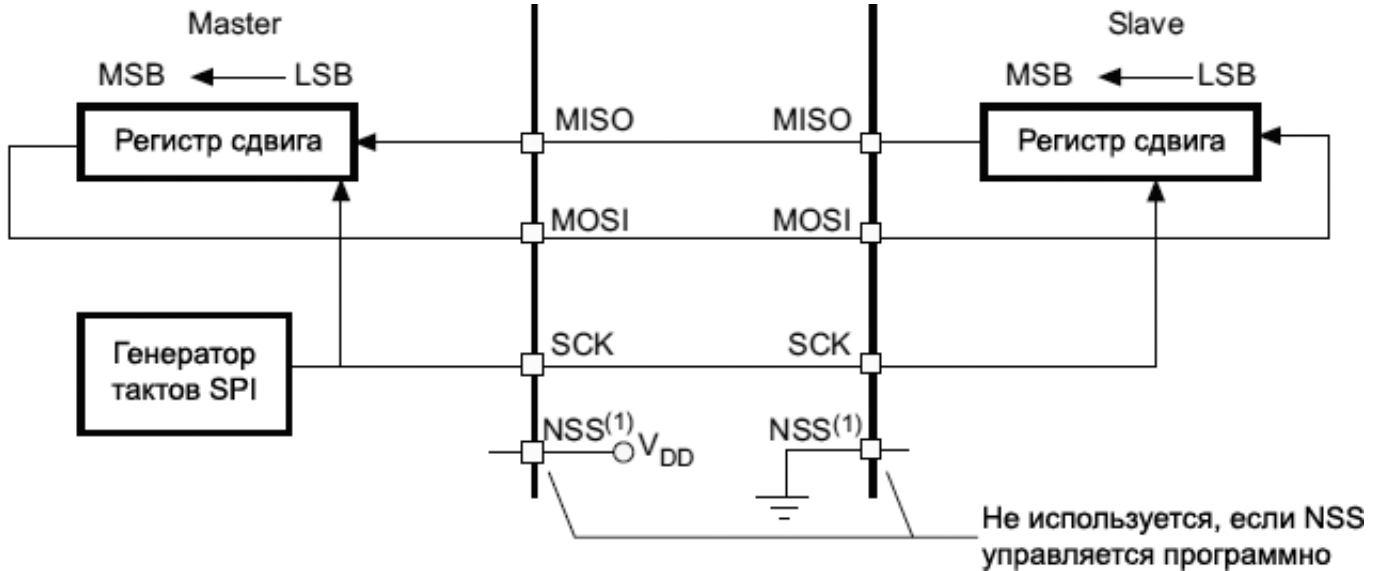 Master
Slave
MSB LSB
MSB LSB
Регистр сдвига
MISO
MISO
Регистр сдвига
MOSI
MOSI
Генератор
тактов SPI
SCK
SCK
NSS(1)
VDD
NSS(1)
Не используется, если NSS
управляется программно